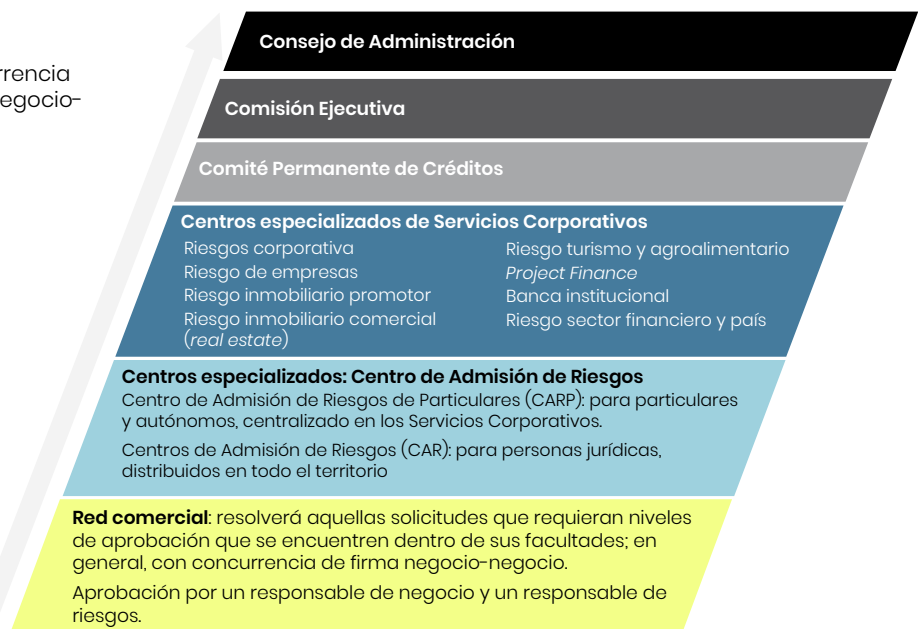 Consejo de Administración
Comisión Ejecutiva
Comité Permanente de Créditos
Centros especializados de Servicios Corporativos
Riesgos corporativa
Riesgo de empresas
Riesgo inmobiliario promotor
Riesgo inmobiliario comercial
(real estate)
Riesgo turismo y agroalimentario
Project Finance
Banca institucional
Riesgo sector financiero y país
Centros especializados: Centro de Admisión de Riesgos
Centro de Admisión de Riesgos de Particulares (CARP): para particulares
y autónomos, centralizado en los Servicios Corporativos.
Centros de Admisión de Riesgos (CAR): para personas jurídicas,
distribuidos en todo el territorio
Red comercial: resolverá aquellas solicitudes que requieran niveles
de aprobación que se encuentren dentro de sus facultades; en
general, con concurrencia de firma negocio-negocio.
Aprobación por un responsable de negocio y un responsable de
riesgos.